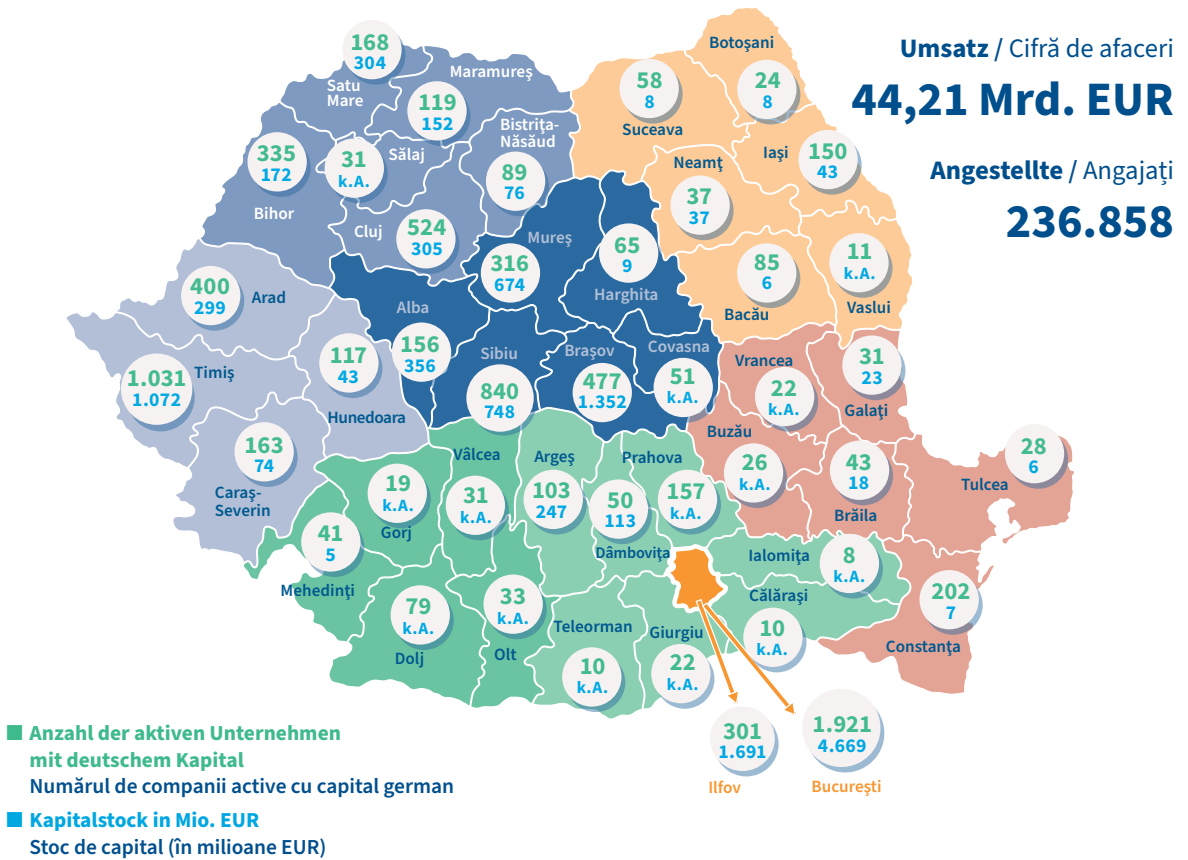 Umsatz / Cifră de afaceri
44,21 Mrd. EUR
Angestellte / Angajați
236.858
168
304
Satu
Mare
Maramureş
119
152
Botoşani
24
8
58
8
Suceava
335
172
Bihor
31
k.A.
Sălaj
Bistriţa-
Năsăud
89
76
Neamţ
37
37
Iaşi
150
43
Cluj
524
305
Mureş
316
674
65
9
Harghita
85
6
Bacău
11
k.A.
Vaslui
400
299
Arad
Alba
156
356
1.031
1.072
Timiş
117
43
Hunedoara
Sibiu
840
748
Braşov
477
1.352
Covasna
51
k.A.
Vrancea
22
k.A.
31
23
Galaţi
163
74
Caraş-
Severin
19
k.A.
Gorj
Vâlcea
31
k.A.
Argeş
103
247
50
113
Dâmboviţa
Prahova
157
k.A.
Buzău
26
k.A.
43
18
Brăila
28
6
Tulcea
41
5
Mehedinţi
79
k.A.
Dolj
33
k.A.
Olt
Teleorman
10
k.A.
Giurgiu
22
k.A.
Ialomiţa
8
k.A.
Călăraşi
10
k.A.
202
7
Constanţa
301
1.691
Ilfov
1.921
4.669
Bucureşti
Anzahl der aktiven Unternehmen
mit deutschem Kapital
Numărul de companii active cu capital german
Kapitalstock in Mio. EUR
Stoc de capital (în milioane EUR)